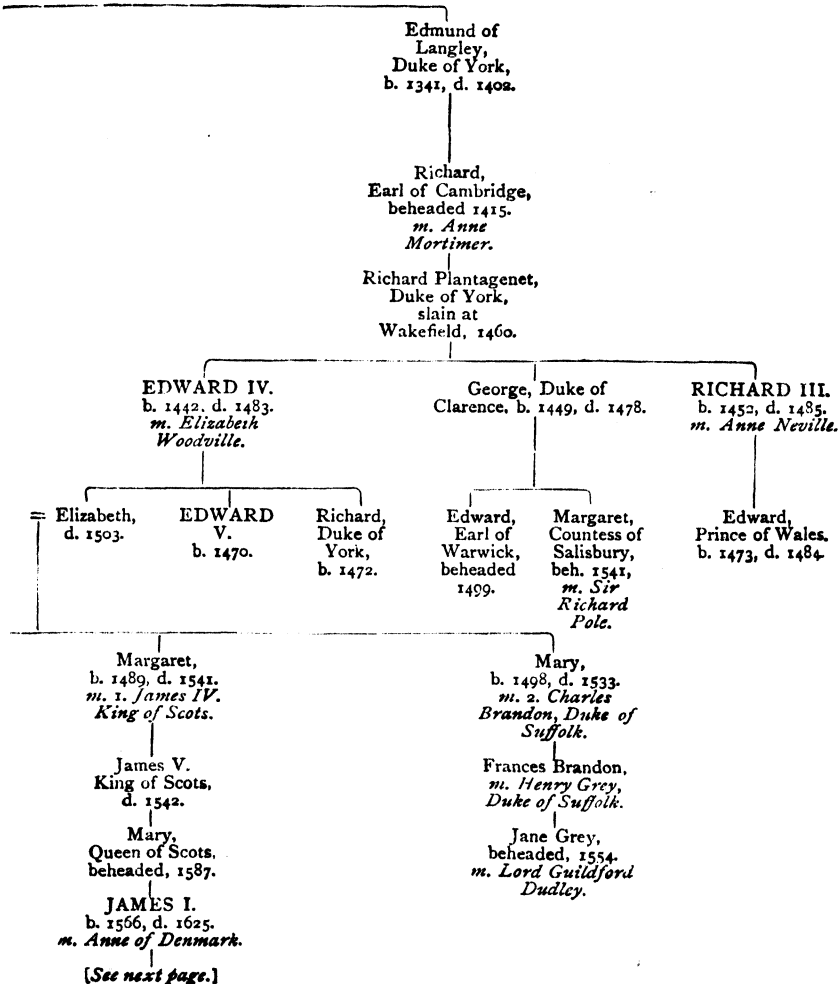 Edmund of
Langley,
Duke of York,
b. 1341, d. 1402.
Richard,
Earl of Cambridge,
beheaded 1415.
m. Anne
Mortimer.
Richard Plantagenet,
Duke of York,
slain at
Wakefield, 1460.
EDWARD IV.
b. 1442, d. 1483.
m. Elizabeth
Woodville.
George, Duke of
Clarence, b. 1449, d. 1478.
RICHARD III.
b. 1452, d. 1485.
m. Anne Neville.
= Elizabeth,
d. 1503.
EDWARD
V.
b. 1470.
Richard,
Duke of
York,
b. 1472.
Edward,
Earl of
Warwick,
beheaded
1499.
Margaret,
Countess of
Salisbury,
beh. 1541,
m. Sir
Richard
Pole.
Edward,
Prince of Wales.
b. 1473, d. 1484.
Margaret,
b. 1489, d. 1541.
m. 1. James IV.
King of Scots.
James V.
King of Scots,
d. 1542.
Mary,
Queen of Scots,
beheaded, 1587.
JAMES I.
b. 1566, d. 1625.
m. Anne of Denmark.
[See next page.]
Mary,
b. 1498, d. 1533.
m. 2. Charles
Brandon, Duke of
Suffolk.
Frances Brandon,
m. Henry Grey,
Duke of Suffolk.
Jane Grey,
beheaded, 1554.
m. Lord Guildford
Dudley.